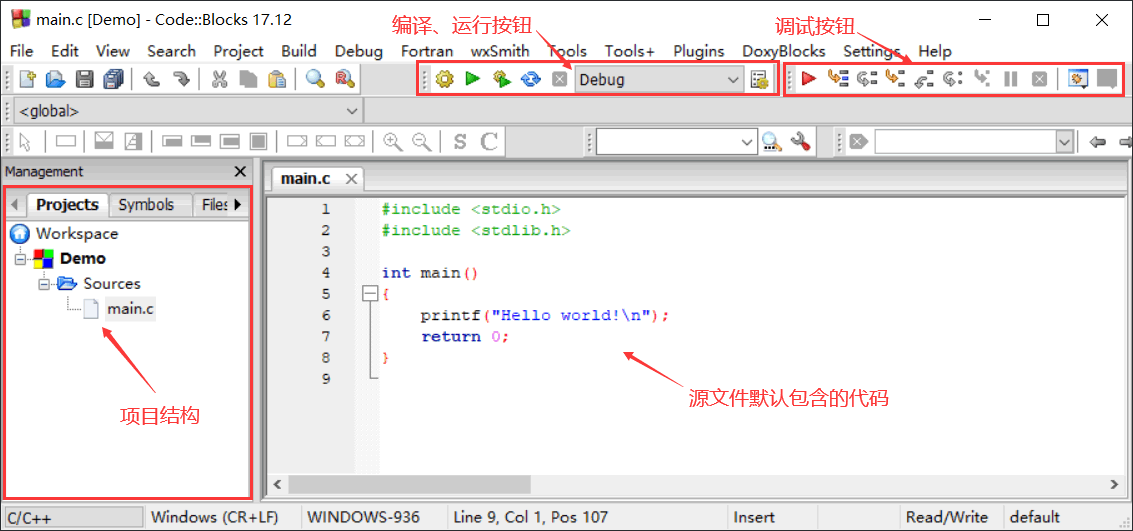 main.c [Demo] - Code::Blocks 17.12
编译、运行按钮
调试按钮
File Edit View Search Project Build Debug Fortran wxSmith Tools Tools+ Plugins DoxyBlocks Settings Help
Debug
<global>
S C
Management
main.c
Projects Symbols Files
Workspace
Demo
Sources
main.c
项目结构
1 #include <stdio.h>
2 #include <stdlib.h>
3
4 int main()
5 {
6 printf("Hello world!\n");
7 return 0;
8 }
9
源文件默认包含的代码
C/C++ Windows (CR+LF) WINDOWS-936 Line 9, Col 1, Pos 107 Insert Read/Write default